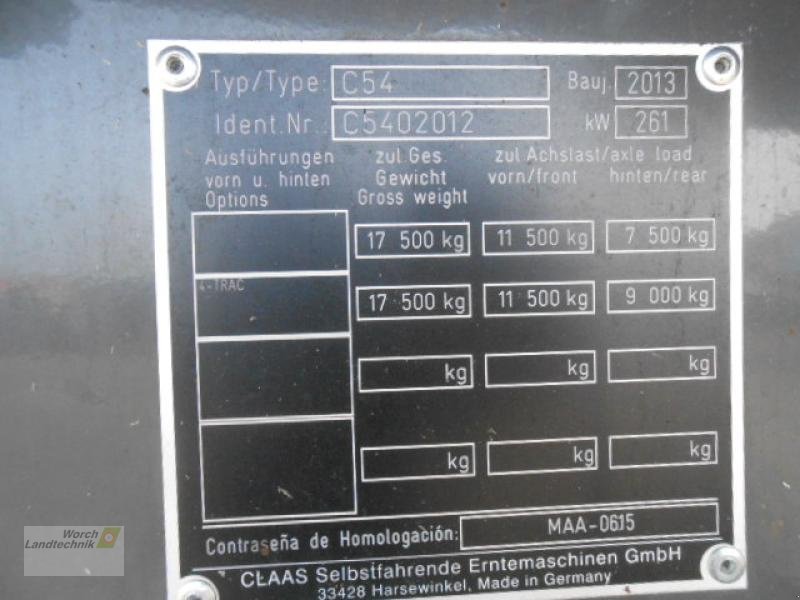 Typ/Type: C54 Bauj. 2013
Ident.Nr.: C5402012 kW 261
Ausführungen zul.Ges. zul Achslast/axle load
vorn u. hinten Gewicht vorn/front hinten/rear
Options Gross weight
17 500 kg 11 500 kg 7 500 kg
4-TRAC
17 500 kg 11 500 kg 9 000 kg
kg kg kg
kg kg kg
Contraseña de Homologación: MAA-0615
CLAAS Selbstfahrende Erntemaschinen GmbH
33428 Harsewinkel, Made in Germany
Worch
Landtechnik